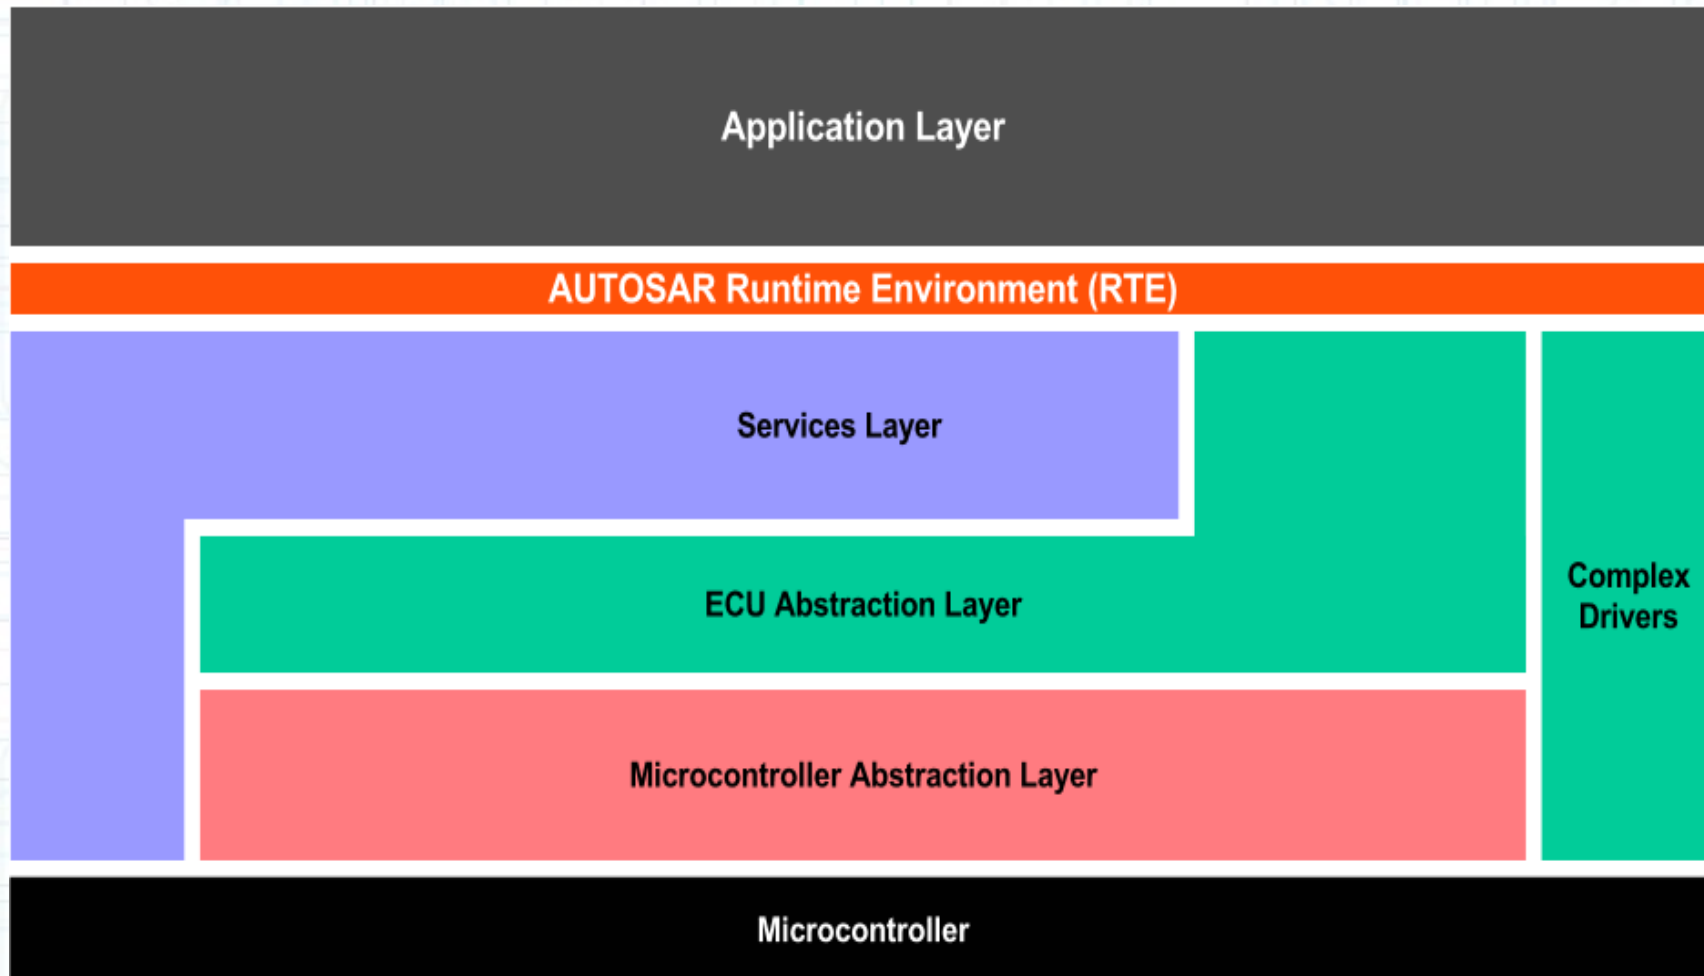 Application Layer
AUTOSAR Runtime Environment (RTE)
Services Layer
ECU Abstraction Layer
Complex
Drivers
Microcontroller Abstraction Layer
Microcontroller